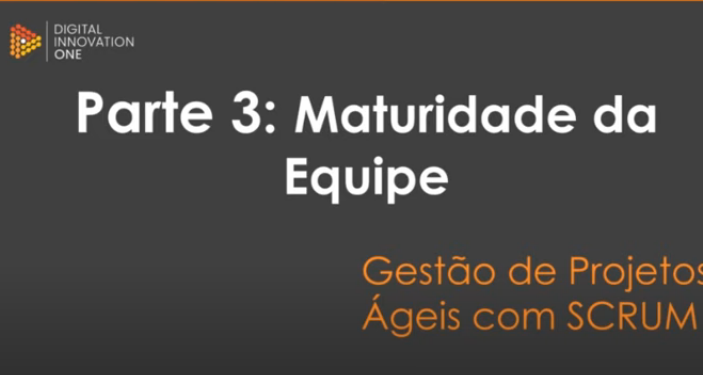 DIGITAL
INNOVATION
ONE
Parte 3: Maturidade da
Equipe
Gestão de Projetos
Ágeis com SCRUM